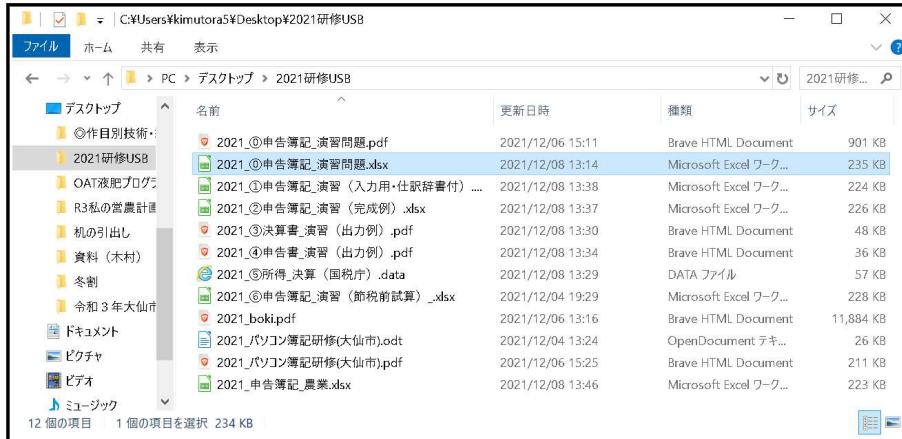 C:¥Users¥kimutora5¥Desktop¥2021研修USB
ファイル ホーム 共有 表示
PC › デスクトップ › 2021研修USB 2021研修...
デスクトップ
◎作目別技術・
2021研修USB
OAT液肥プログラ
R3私の営農計画
机の引出し
資料（木村）
冬割
令和３年大仙市
ドキュメント
ピクチャ
ビデオ
ミュージック
名前 更新日時 種類 サイズ
2021_⓪申告簿記_演習問題.pdf 2021/12/06 15:11 Brave HTML Document 901 KB
2021_⓪申告簿記_演習問題.xlsx 2021/12/08 13:14 Microsoft Excel ワーク... 235 KB
2021_①申告簿記_演習（入力用・仕訳辞書付）.... 2021/12/08 13:38 Microsoft Excel ワーク... 224 KB
2021_②申告簿記_演習（完成例）.xlsx 2021/12/08 13:37 Microsoft Excel ワーク... 226 KB
2021_③決算書_演習（出力例）.pdf 2021/12/08 13:30 Brave HTML Document 48 KB
2021_④申告書_演習（出力例）.pdf 2021/12/08 13:34 Brave HTML Document 36 KB
2021_⑤所得_決算（国税庁）.data 2021/12/08 13:29 DATA ファイル 57 KB
2021_⑥申告簿記_演習（節税前試算）_.xlsx 2021/12/04 19:29 Microsoft Excel ワーク... 228 KB
2021_boki.pdf 2021/12/06 13:16 Brave HTML Document 11,884 KB
2021_パソコン簿記研修(大仙市).odt 2021/12/04 13:24 OpenDocument テキ... 26 KB
2021_パソコン簿記研修(大仙市).pdf 2021/12/06 15:25 Brave HTML Document 211 KB
2021_申告簿記_農業.xlsx 2021/12/08 13:46 Microsoft Excel ワーク... 223 KB
12 個の項目 1 個の項目を選択 234 KB